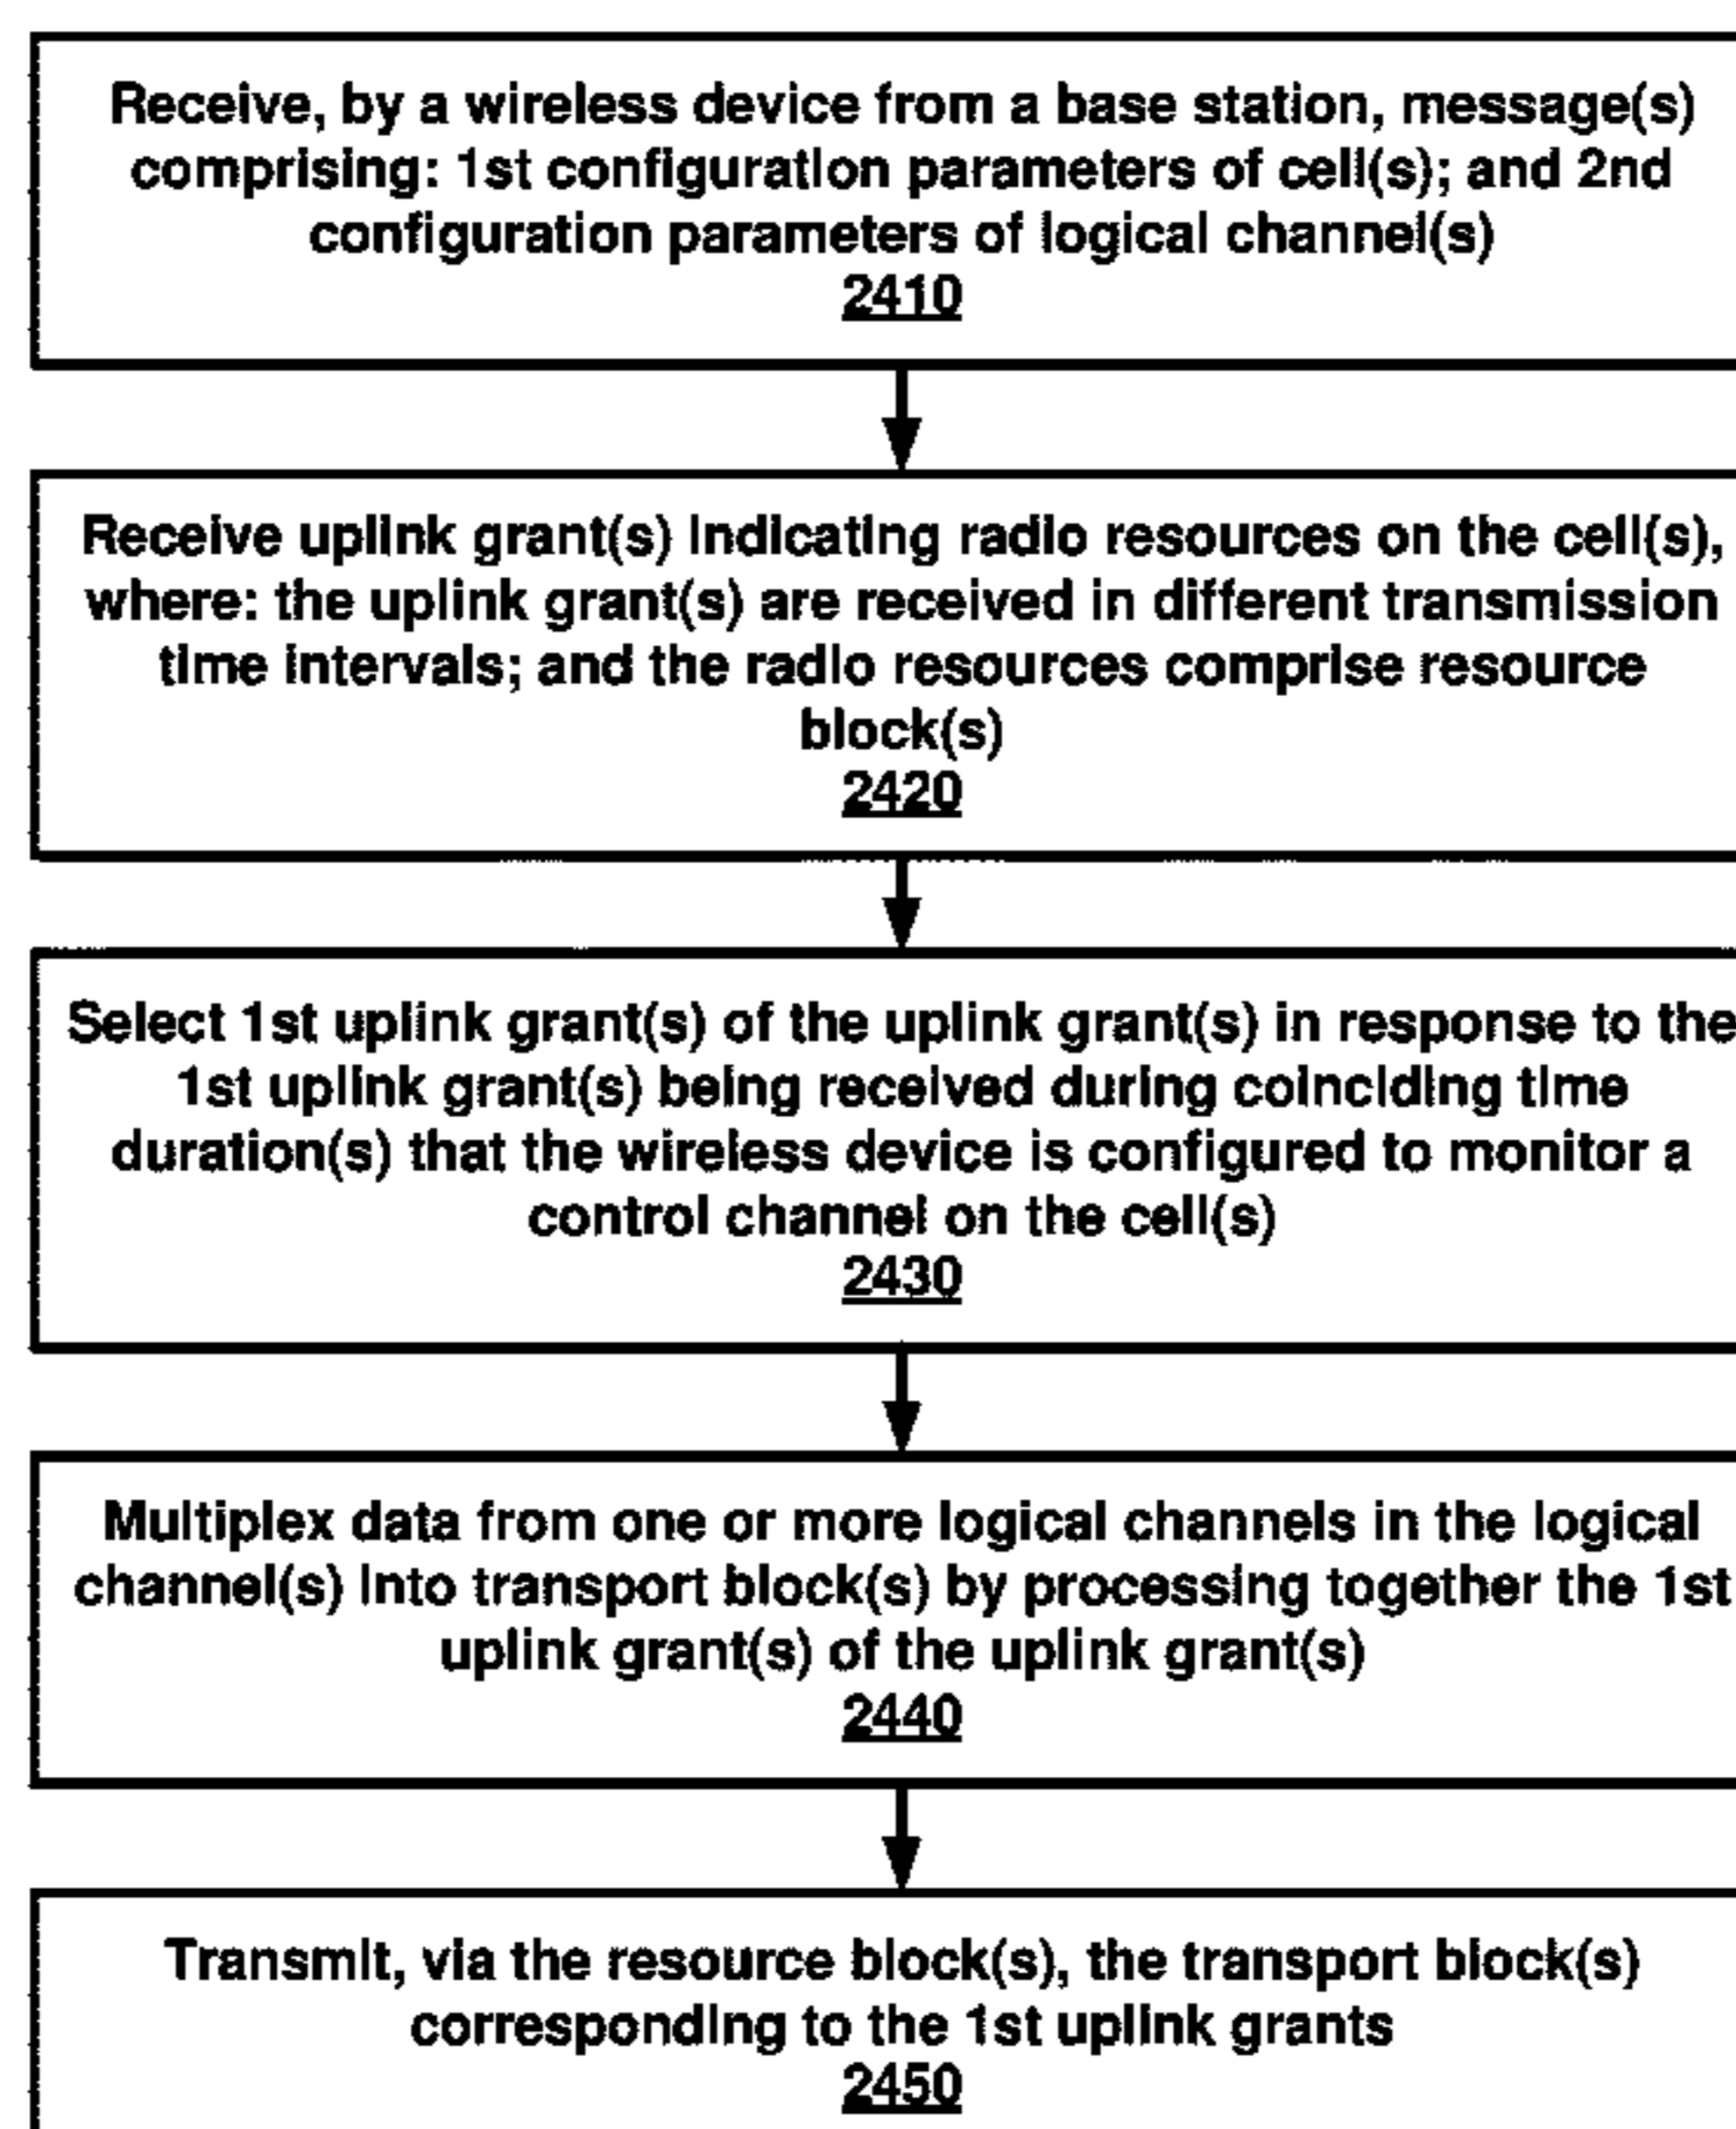 Receive, by a wireless device from a base station, message(s)
comprising: 1st configuration parameters of cell(s); and 2nd
configuration parameters of logical channel(s)
2410
Receive uplink grant(s) indicating radio resources on the cell(s),
where: the uplink grant(s) are received in different transmission
time intervals; and the radio resources comprise resource
block(s)
2420
Select 1st uplink grant(s) of the uplink grant(s) in response to the
1st uplink grant(s) being received during coinciding time
duration(s) that the wireless device is configured to monitor a
control channel on the cell(s)
2430
Multiplex data from one or more logical channels in the logical
channel(s) into transport block(s) by processing together the 1st
uplink grant(s) of the uplink grant(s)
2440
Transmit, via the resource block(s), the transport block(s)
corresponding to the 1st uplink grants
2450